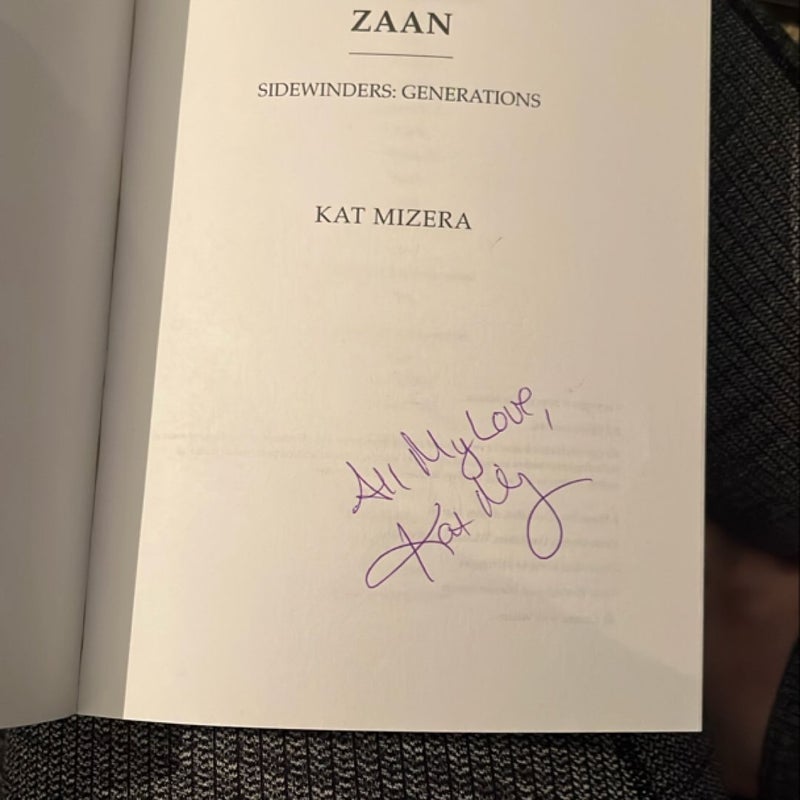 ZAAN
SIDEWINDERS: GENERATIONS
KAT MIZERA
All My Love,
Kat